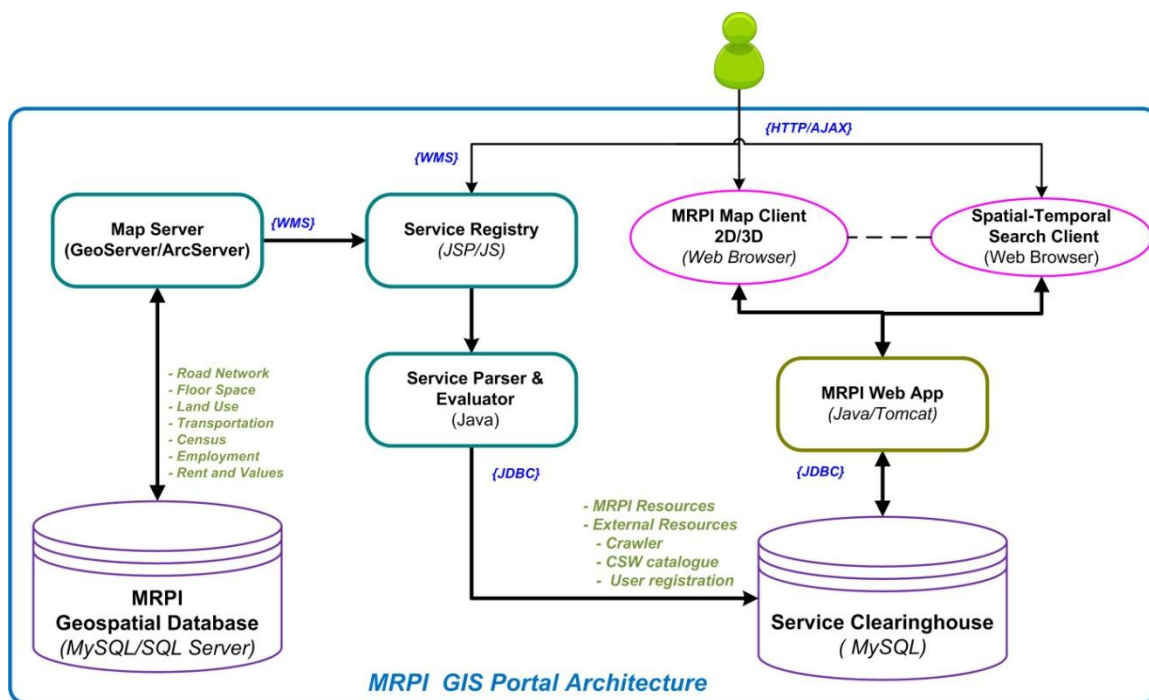 {HTTP/AJAX}
{WMS}
Map Server
(GeoServer/ArcServer)
{WMS}
Service Registry
(JSP/JS)
MRPI Map Client
2D/3D
(Web Browser)
Spatial-Temporal
Search Client
(Web Browser)
- Road Network
- Floor Space
- Land Use
- Transportation
- Census
- Employment
- Rent and Values
Service Parser &
Evaluator
(Java)
MRPI Web App
(Java/Tomcat)
{JDBC}
{JDBC}
- MRPI Resources
- External Resources
- Crawler
- CSW catalogue
- User registration
MRPI
Geospatial Database
(MySQL/SQL Server)
Service Clearinghouse
( MySQL)
MRPI GIS Portal Architecture